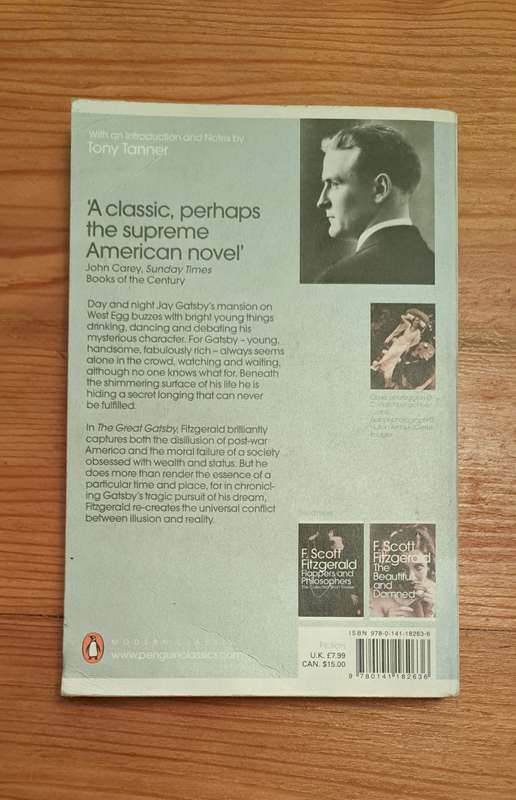 With an Introduction and Notes by
Tony Tanner
'A classic, perhaps
the supreme
American novel'
John Carey, Sunday Times
Books of the Century
Day and night Jay Gatsby's mansion on
West Egg buzzes with bright young things
drinking, dancing and debating his
mysterious character. For Gatsby – young,
handsome, fabulously rich – always seems
alone in the crowd, watching and waiting,
although no one knows what for. Beneath
the shimmering surface of his life he is
hiding a secret longing that can never
be fulfilled.
In The Great Gatsby, Fitzgerald brilliantly
captures both the disillusion of post-war
America and the moral failure of a society
obsessed with wealth and status. But he
does more than render the essence of a
particular time and place, for in chronicl-
ing Gatsby's tragic pursuit of his dream,
Fitzgerald re-creates the universal conflict
between illusion and reality.
F. Scott
Fitzgerald
Flappers and
Philosophers
The Collected Short Stories
F. Scott
Fitzgerald
The
Beautiful and
Damned
MODERN CLASSICS
www.penguinclassics.com
Fiction
U.K. £7.99
CAN. $15.00
ISBN 978-0-141-18263-6
9 780141 182636